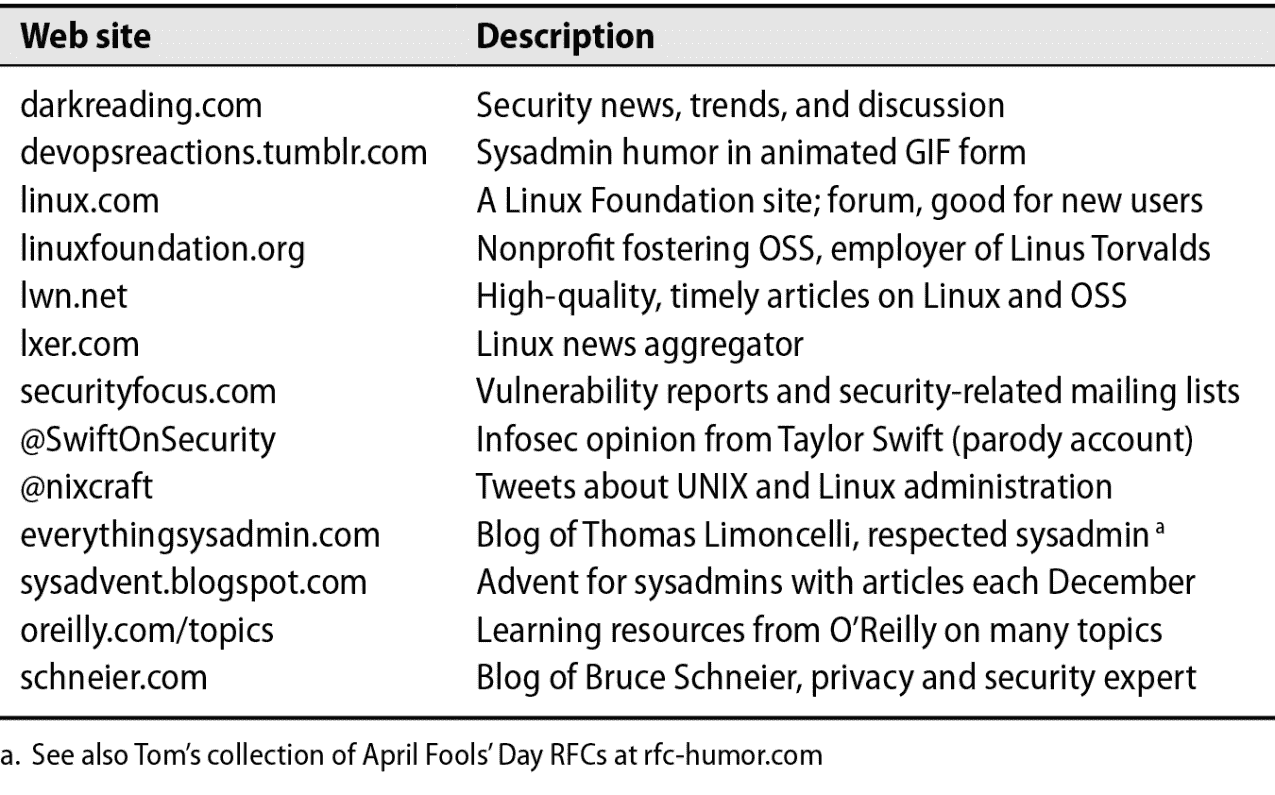 Web site Description
darkreading.com Security news, trends, and discussion
devopsreactions.tumblr.com Sysadmin humor in animated GIF form
linux.com A Linux Foundation site; forum, good for new users
linuxfoundation.org Nonprofit fostering OSS, employer of Linus Torvalds
lwn.net High-quality, timely articles on Linux and OSS
lxer.com Linux news aggregator
securityfocus.com Vulnerability reports and security-related mailing lists
@SwiftOnSecurity Infosec opinion from Taylor Swift (parody account)
@nixcraft Tweets about UNIX and Linux administration
everythingsysadmin.com Blog of Thomas Limoncelli, respected sysadmin a
sysadvent.blogspot.com Advent for sysadmins with articles each December
oreilly.com/topics Learning resources from O’Reilly on many topics
schneier.com Blog of Bruce Schneier, privacy and security expert
a. See also Tom’s collection of April Fools’ Day RFCs at rfc-humor.com